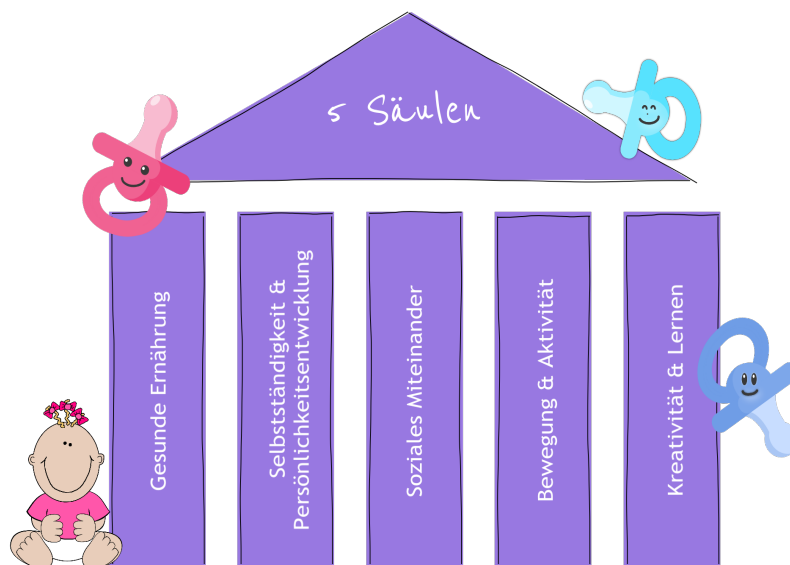 5 Säulen
Gesunde Ernährung
Selbstständigkeit &
Persönlichkeitsentwicklung
Soziales Miteinander
Bewegung & Aktivität
Kreativität & Lernen